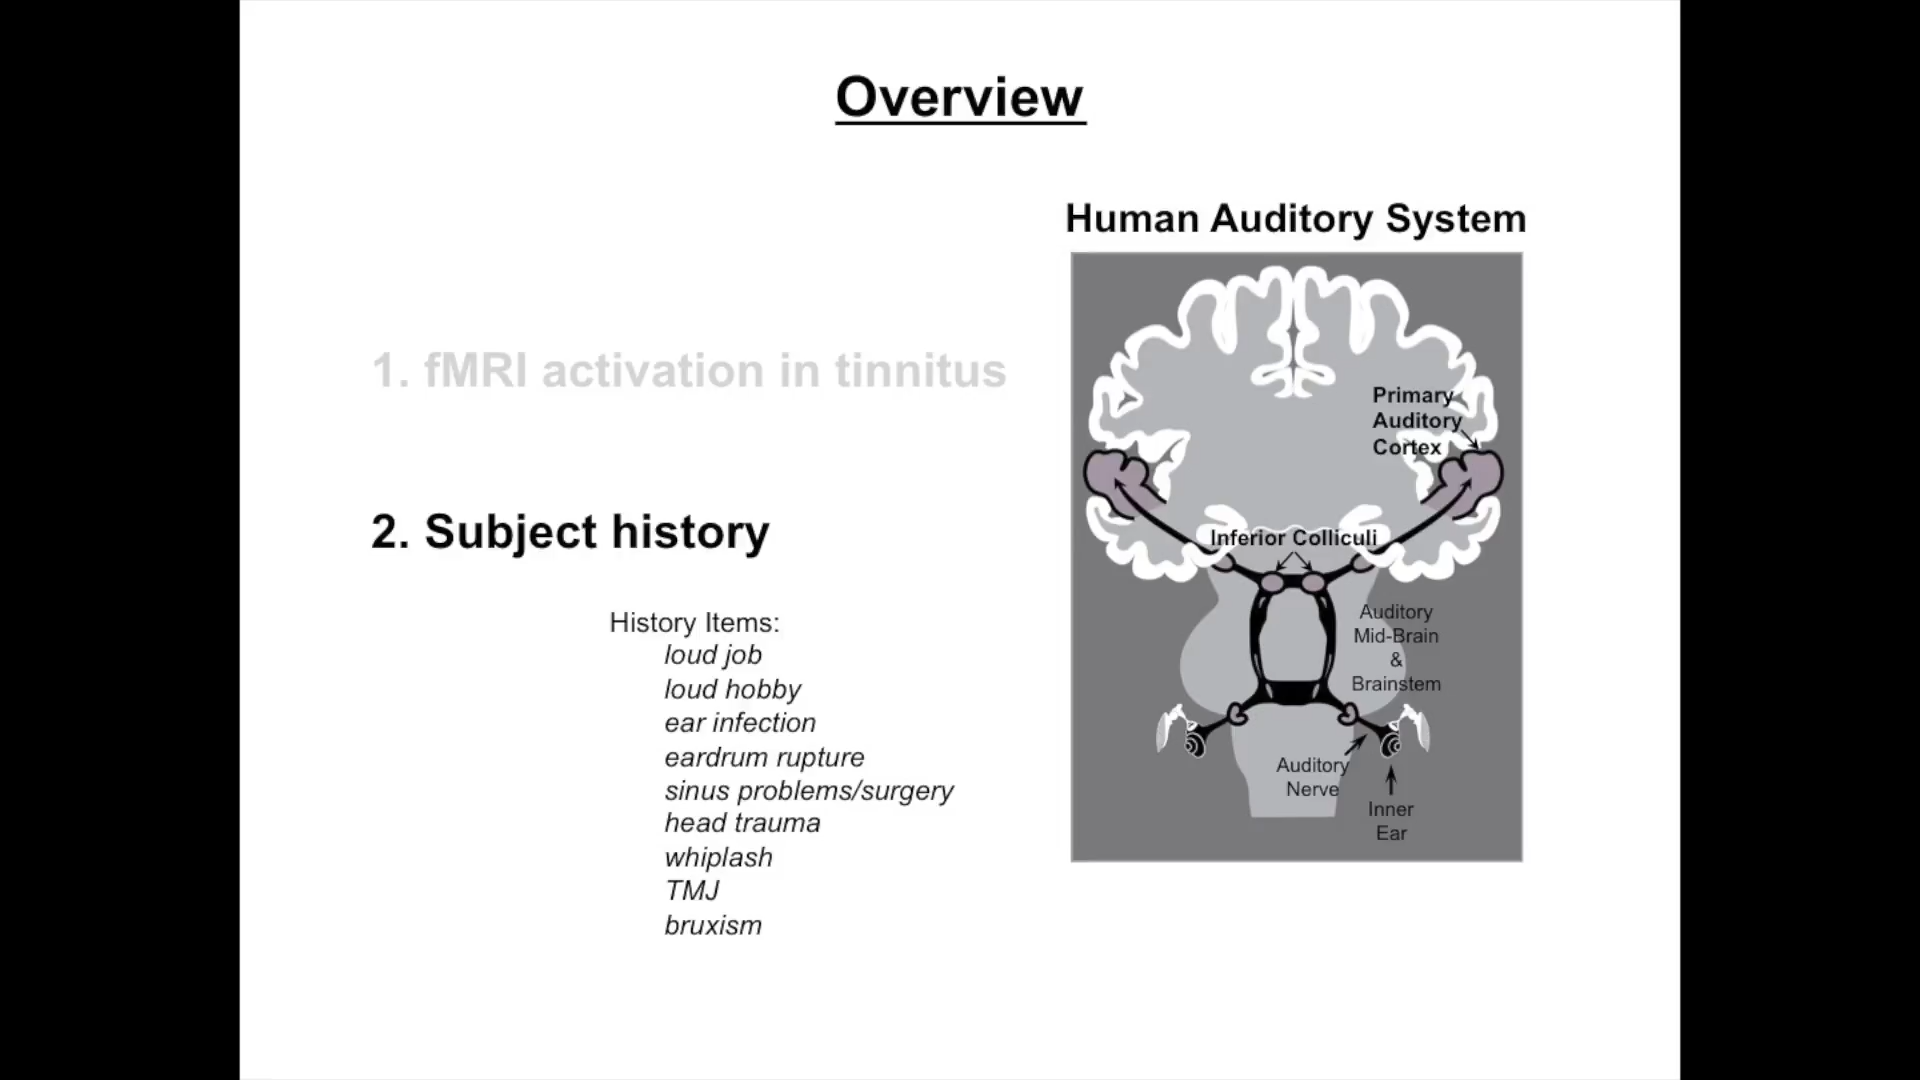 Overview
Human Auditory System
1. fMRI activation in tinnitus
2. Subject history
History Items:
loud job
loud hobby
ear infection
eardrum rupture
sinus problems/surgery
head trauma
whiplash
TMJ
bruxism
Primary
Auditory
Cortex
Inferior Colliculi
Auditory
Mid-Brain
&
Brainstem
Auditory
Nerve
Inner
Ear